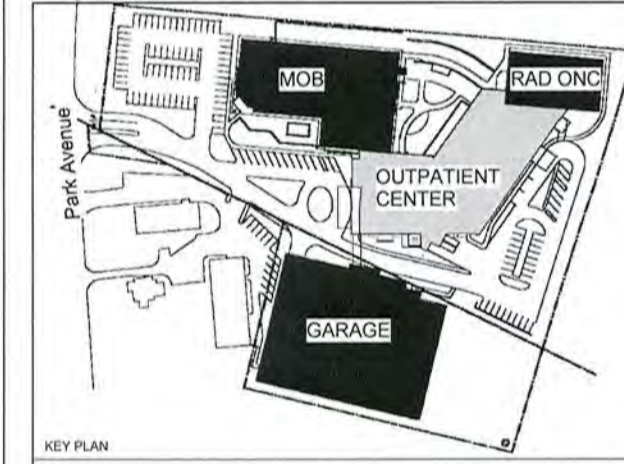 MOB
RAD ONC
Park Avenue'
OUTPATIENT
CENTER
GARAGE
KEY PLAN